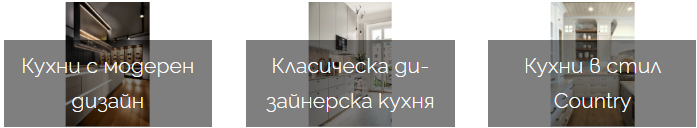 Кухни с модерен
дизайн
Класическа ди-
зайнерска кухня
Кухни в стил
Country